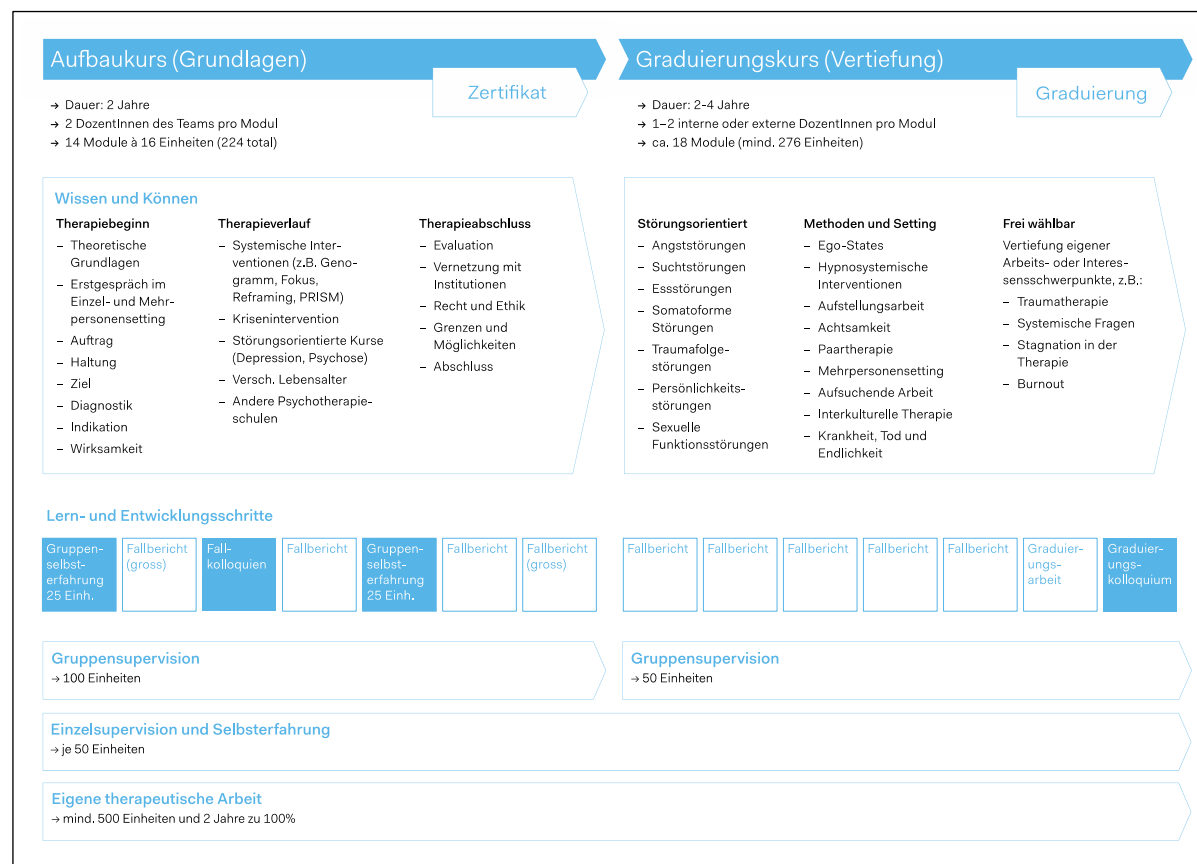 Aufbaukurs (Grundlagen)
Zertifikat
→ Dauer: 2 Jahre
→ 2 DozentInnen des Teams pro Modul
→ 14 Module à 16 Einheiten (224 total)
Graduierungskurs (Vertiefung)
Graduierung
→ Dauer: 2-4 Jahre
→ 1–2 interne oder externe DozentInnen pro Modul
→ ca. 18 Module (mind. 276 Einheiten)
Wissen und Können
Therapiebeginn
– Theoretische
Grundlagen
– Erstgespräch im
Einzel- und Mehr-
personensetting
– Auftrag
– Haltung
– Ziel
– Diagnostik
– Indikation
– Wirksamkeit
Therapieverlauf
– Systemische Inter-
ventionen (z.B. Geno-
gramm, Fokus,
Reframing, PRISM)
– Krisenintervention
– Störungsorientierte Kurse
(Depression, Psychose)
– Versch. Lebensalter
– Andere Psychotherapie-
schulen
Therapieabschluss
– Evaluation
– Vernetzung mit
Institutionen
– Recht und Ethik
– Grenzen und
Möglichkeiten
– Abschluss
Störungsorientiert
– Angststörungen
– Suchtstörungen
– Essstörungen
– Somatoforme
Störungen
– Traumafolge-
störungen
– Persönlichkeits-
störungen
– Sexuelle
Funktionsstörungen
Methoden und Setting
– Ego-States
– Hypnosystemische
Interventionen
– Aufstellungsarbeit
– Achtsamkeit
– Paartherapie
– Mehrpersonensetting
– Aufsuchende Arbeit
– Interkulturelle Therapie
– Krankheit, Tod und
Endlichkeit
Frei wählbar
Vertiefung eigener
Arbeits- oder Interes-
sensschwerpunkte, z.B.:
– Traumatherapie
– Systemische Fragen
– Stagnation in der
Therapie
– Burnout
Lern- und Entwicklungsschritte
Gruppen-
selbst-
erfahrung
25 Einh.
Fallbericht
(gross)
Fall-
kolloquien
Fallbericht
Gruppen-
selbst-
erfahrung
25 Einh.
Fallbericht
Fallbericht
(gross)
Fallbericht
Fallbericht
Fallbericht
Fallbericht
Fallbericht
Graduier-
ungs-
arbeit
Graduier-
ungs-
kolloquium
Gruppensupervision
→ 100 Einheiten
Gruppensupervision
→ 50 Einheiten
Einzelsupervision und Selbsterfahrung
→ je 50 Einheiten
Eigene therapeutische Arbeit
→ mind. 500 Einheiten und 2 Jahre zu 100%